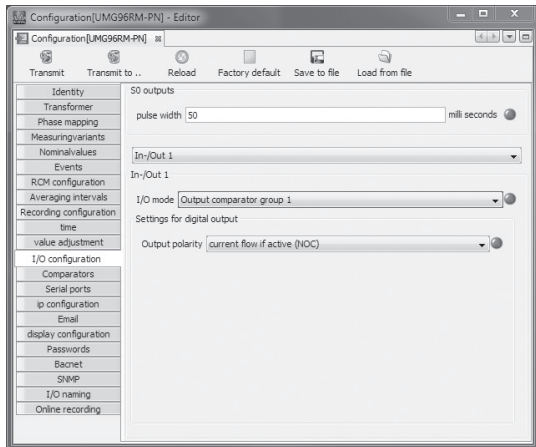 Configuration[UMG96RM-PN] - Editor
Configuration[UMG96RM-PN]
Transmit Transmit to .. Reload Factory default Save to file Load from file
Identity
Transformer
Phase mapping
Measuringvariants
Nominalvalues
Events
RCM configuration
Averaging intervals
Recording configuration
time
value adjustment
I/O configuration
Comparators
Serial ports
ip configuration
Email
display configuration
Passwords
Bacnet
SNMP
I/O naming
Online recording
S0 outputs
pulse width 50 milli seconds
In-/Out 1
In-/Out 1
I/O mode Output comparator group 1
Settings for digital output
Output polarity current flow if active (NOC)